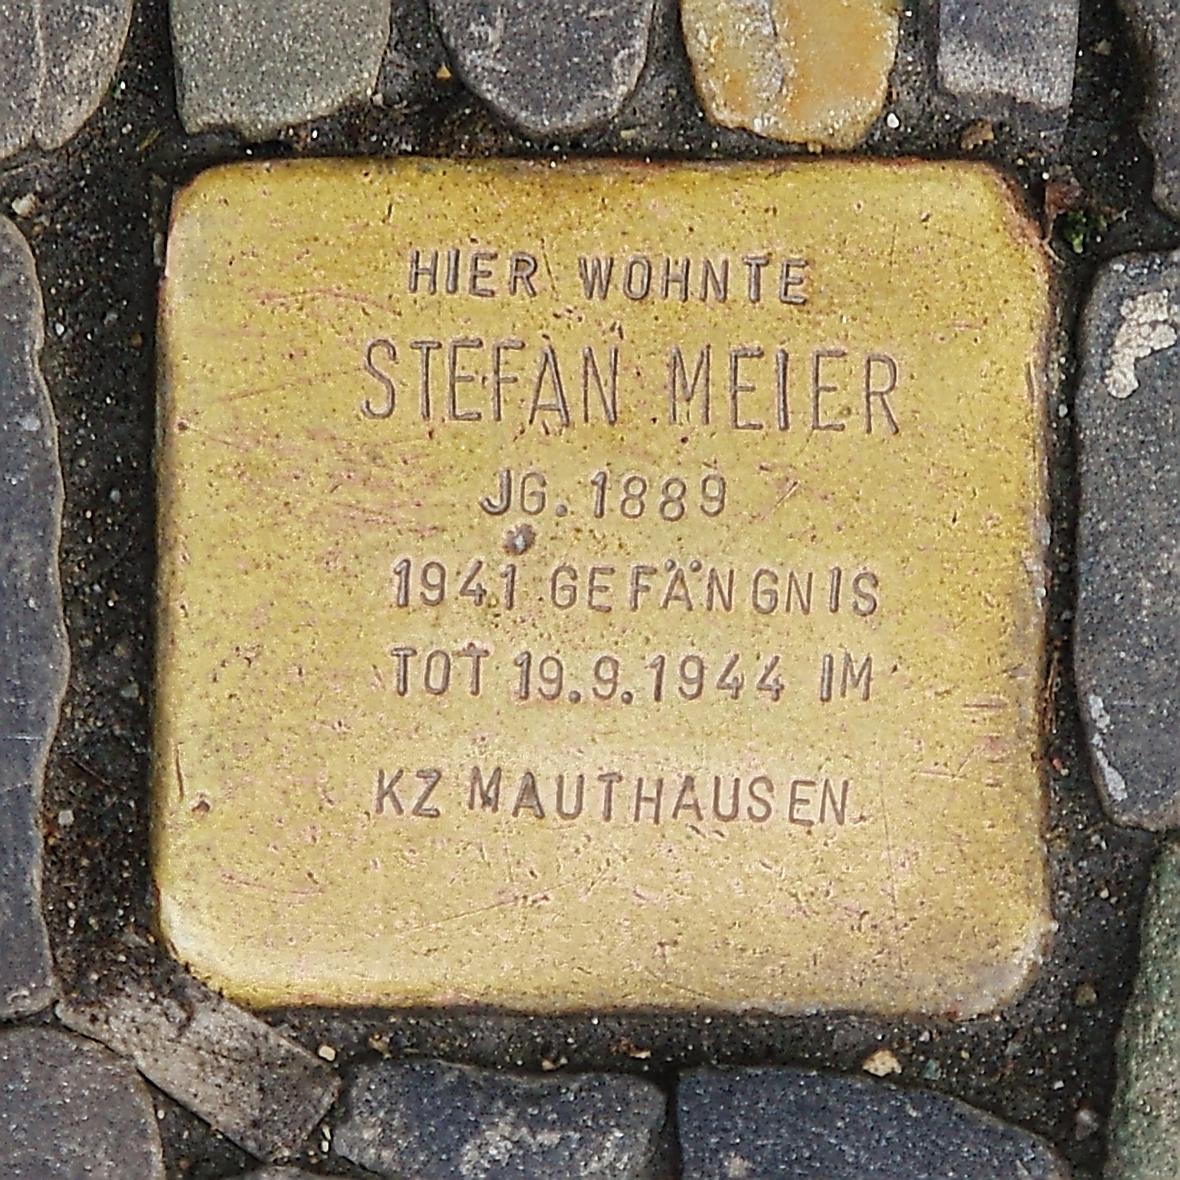 HIER WOHNTE
STEFAN MEIER
JG. 1889
1941 GEFÄNGNIS
TOT 19.9.1944 IM
KZ MAUTHAUSEN